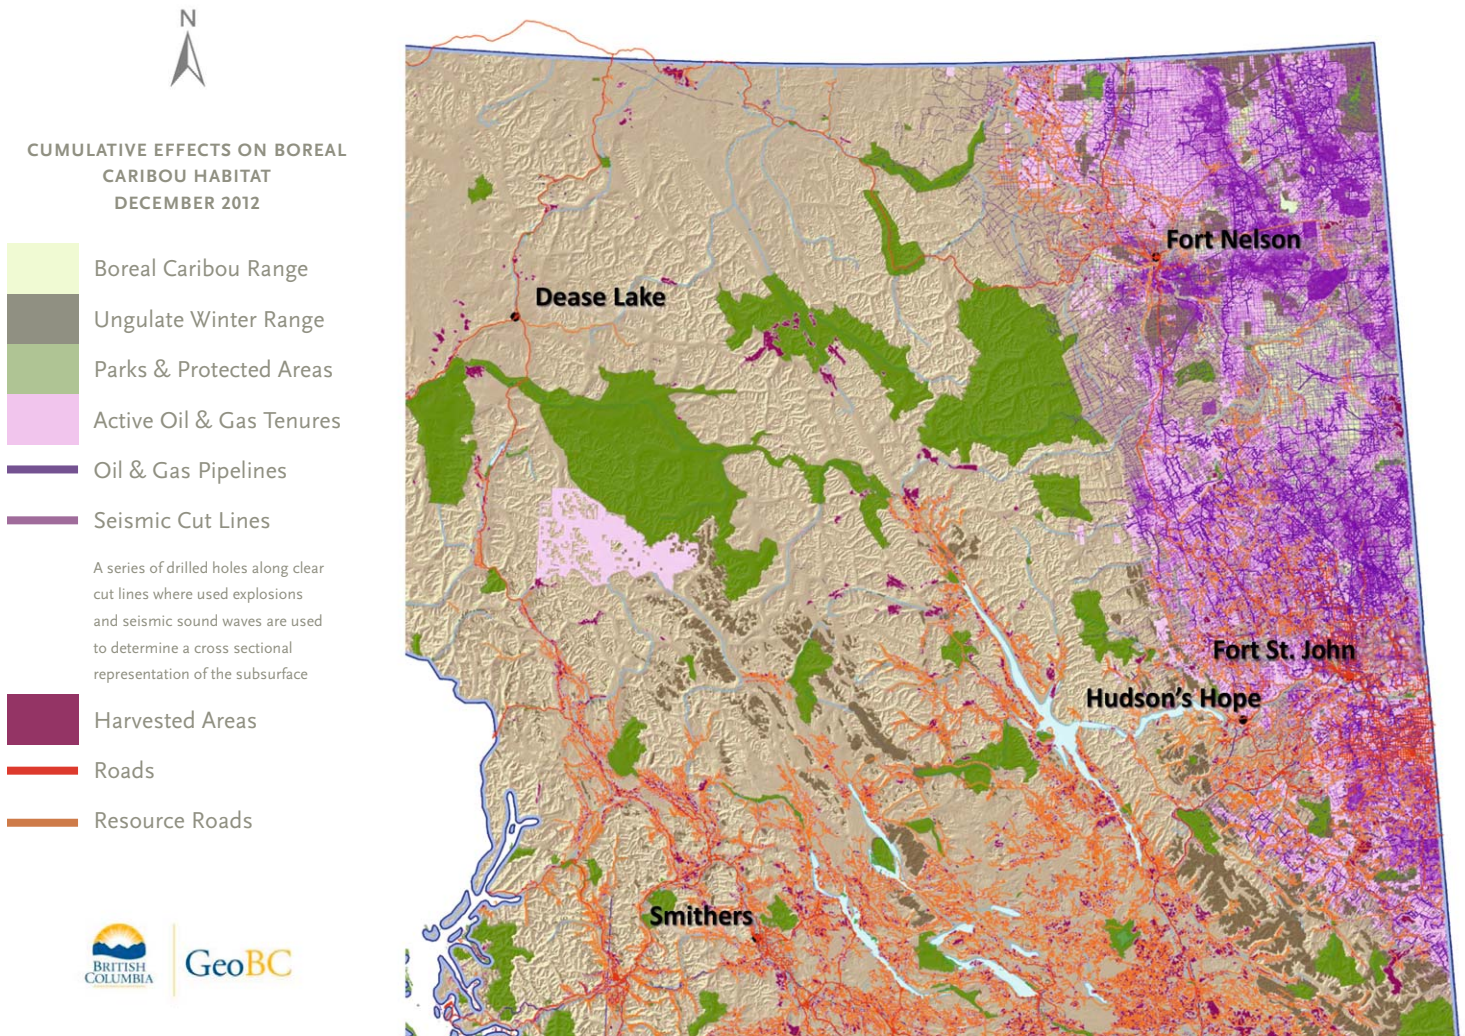 N
CUMULATIVE EFFECTS ON BOREAL
CARIBOU HABITAT
DECEMBER 2012
Boreal Caribou Range
Ungulate Winter Range
Parks & Protected Areas
Active Oil & Gas Tenures
Oil & Gas Pipelines
Seismic Cut Lines
A series of drilled holes along clear
cut lines where used explosions
and seismic sound waves are used
to determine a cross sectional
representation of the subsurface
Harvested Areas
Roads
Resource Roads
BRITISH
COLUMBIA
GeoBC
Fort Nelson
Dease Lake
Fort St. John
Hudson's Hope
Smithers